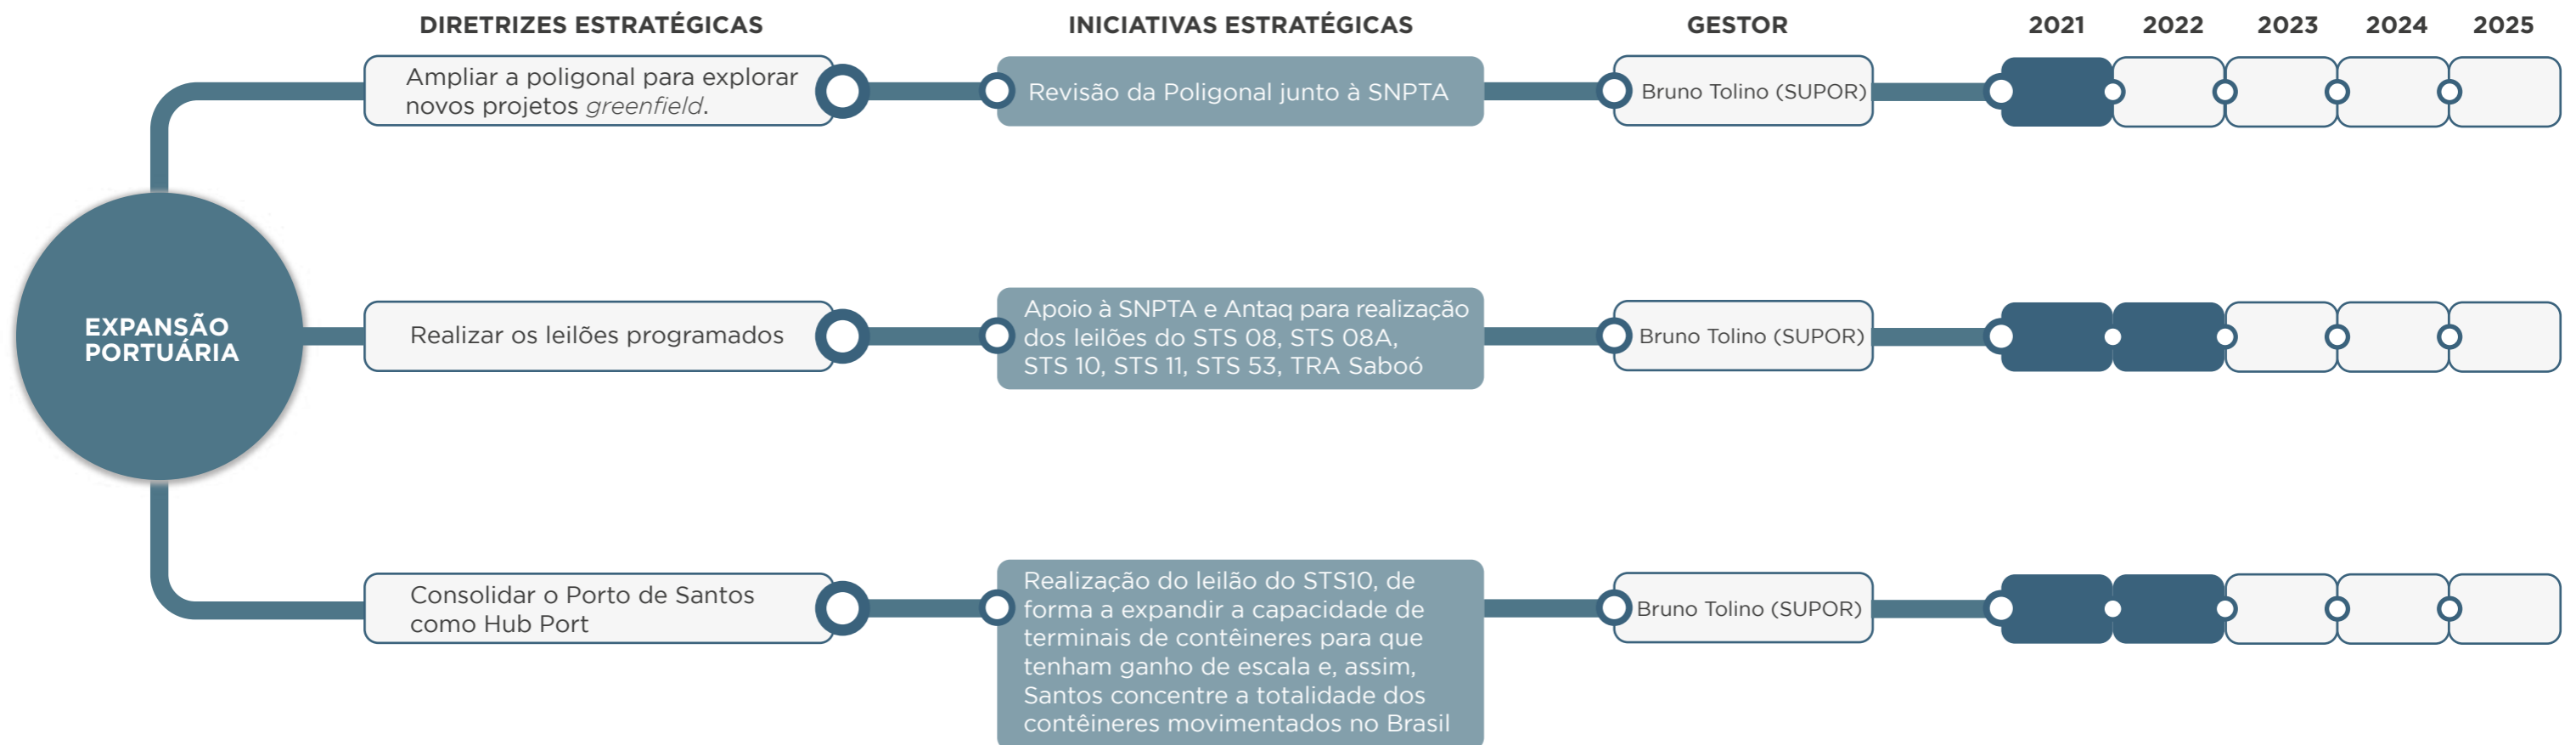 DIRETRIZES ESTRATÉGICAS
INICIATIVAS ESTRATÉGICAS
GESTOR
2021
2022
2023
2024
2025
EXPANSÃO
PORTUÁRIA
Ampliar a poligonal para explorar
novos projetos greenfield.
Revisão da Poligonal junto à SNPTA
Bruno Tolino (SUPOR)
Realizar os leilões programados
Apoio à SNPTA e Antaq para realização
dos leilões do STS 08, STS 08A,
STS 10, STS 11, STS 53, TRA Saboó
Bruno Tolino (SUPOR)
Consolidar o Porto de Santos
como Hub Port
Realização do leilão do STS10, de
forma a expandir a capacidade de
terminais de contêineres para que
tenham ganho de escala e, assim,
Santos concentre a totalidade dos
contêineres movimentados no Brasil
Bruno Tolino (SUPOR)